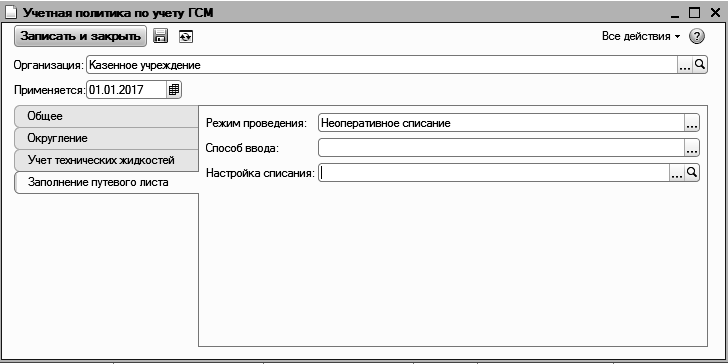 Учетная политика по учету ГСМ
Записать и закрыть Все действия ?
Организация: Казенное учреждение ...
Применяется: 01.01.2017
Общее
Округление
Учет технических жидкостей
Заполнение путевого листа
Режим проведения: Неоперативное списание ...
Способ ввода: ...
Настройка списания: ...